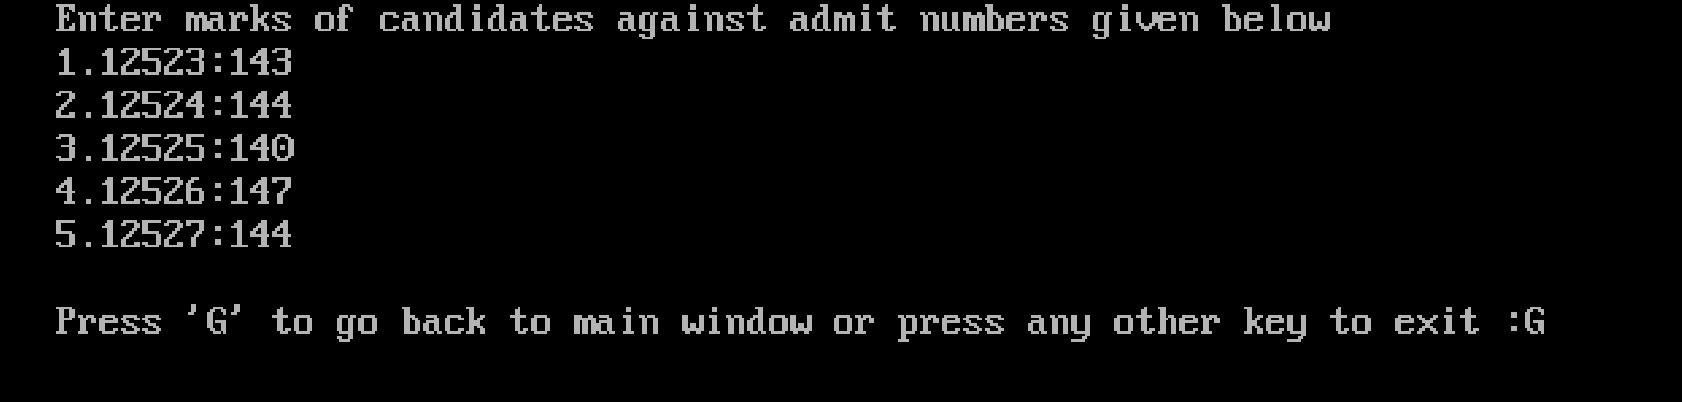 Enter marks of candidates against admit numbers given below
1.12523:143
2.12524:144
3.12525:140
4.12526:147
5.12527:144
Press 'G' to go back to main window or press any other key to exit :G